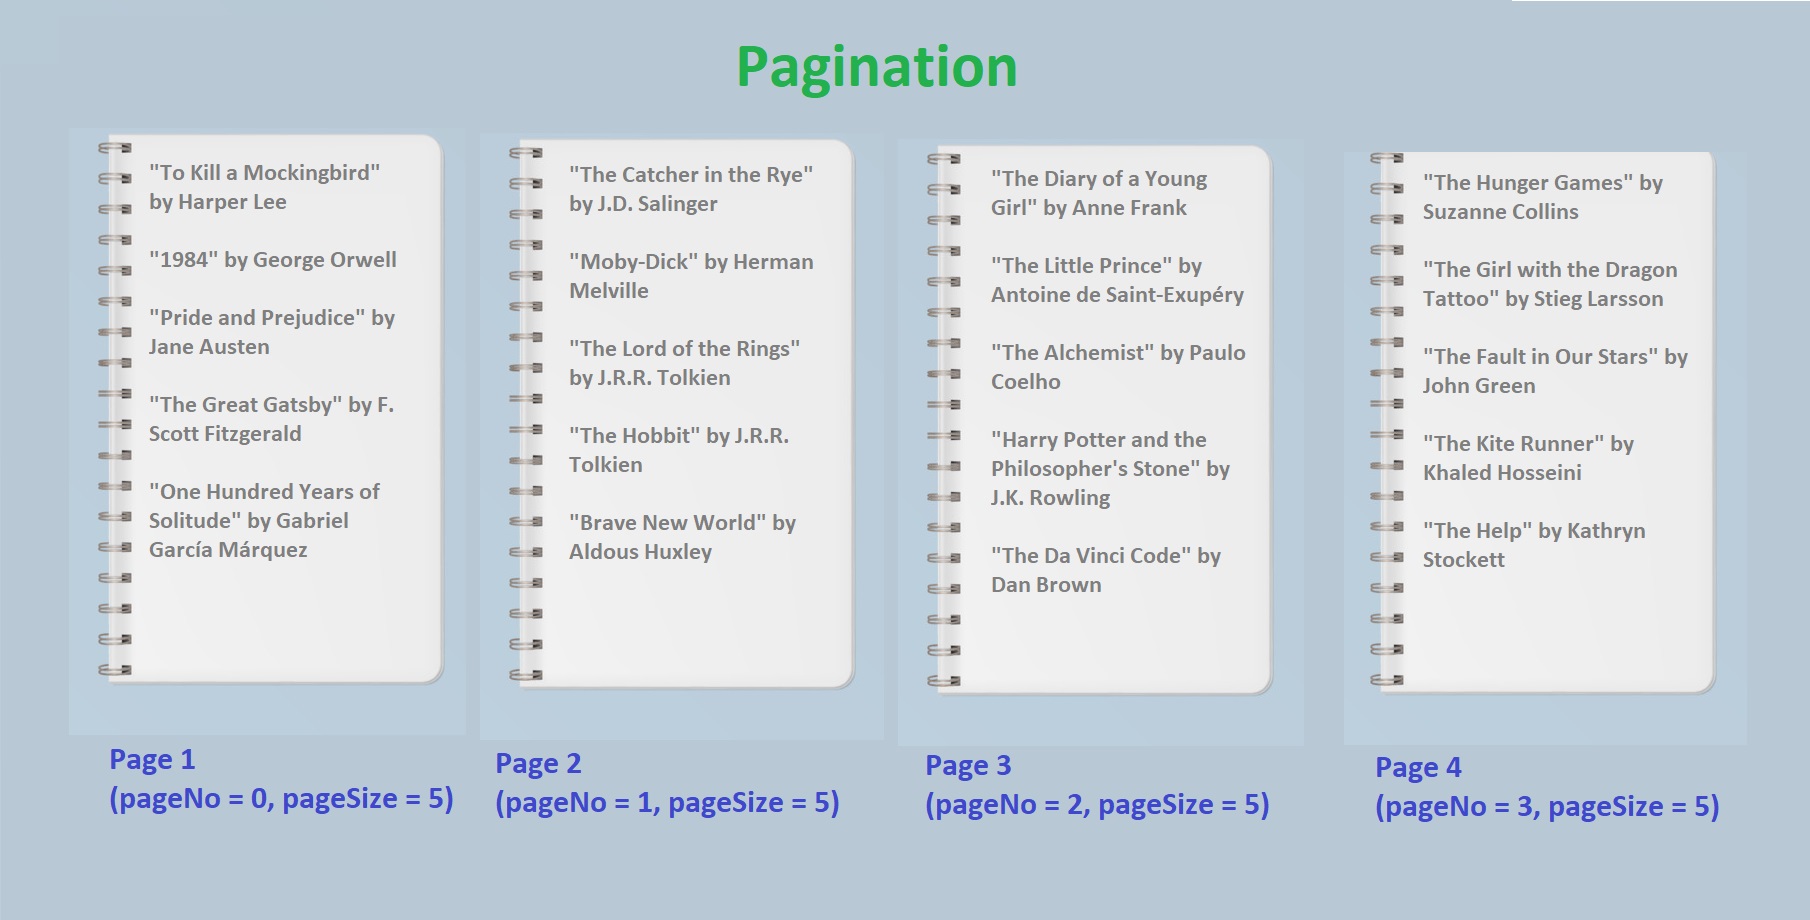 Pagination
"To Kill a Mockingbird"
by Harper Lee
"1984" by George Orwell
"Pride and Prejudice" by
Jane Austen
"The Great Gatsby" by F.
Scott Fitzgerald
"One Hundred Years of
Solitude" by Gabriel
García Márquez
Page 1
(pageNo = 0, pageSize = 5)
"The Catcher in the Rye"
by J.D. Salinger
"Moby-Dick" by Herman
Melville
"The Lord of the Rings"
by J.R.R. Tolkien
"The Hobbit" by J.R.R.
Tolkien
"Brave New World" by
Aldous Huxley
Page 2
(pageNo = 1, pageSize = 5)
"The Diary of a Young
Girl" by Anne Frank
"The Little Prince" by
Antoine de Saint-Exupéry
"The Alchemist" by Paulo
Coelho
"Harry Potter and the
Philosopher's Stone" by
J.K. Rowling
"The Da Vinci Code" by
Dan Brown
Page 3
(pageNo = 2, pageSize = 5)
"The Hunger Games" by
Suzanne Collins
"The Girl with the Dragon
Tattoo" by Stieg Larsson
"The Fault in Our Stars" by
John Green
"The Kite Runner" by
Khaled Hosseini
"The Help" by Kathryn
Stockett
Page 4
(pageNo = 3, pageSize = 5)